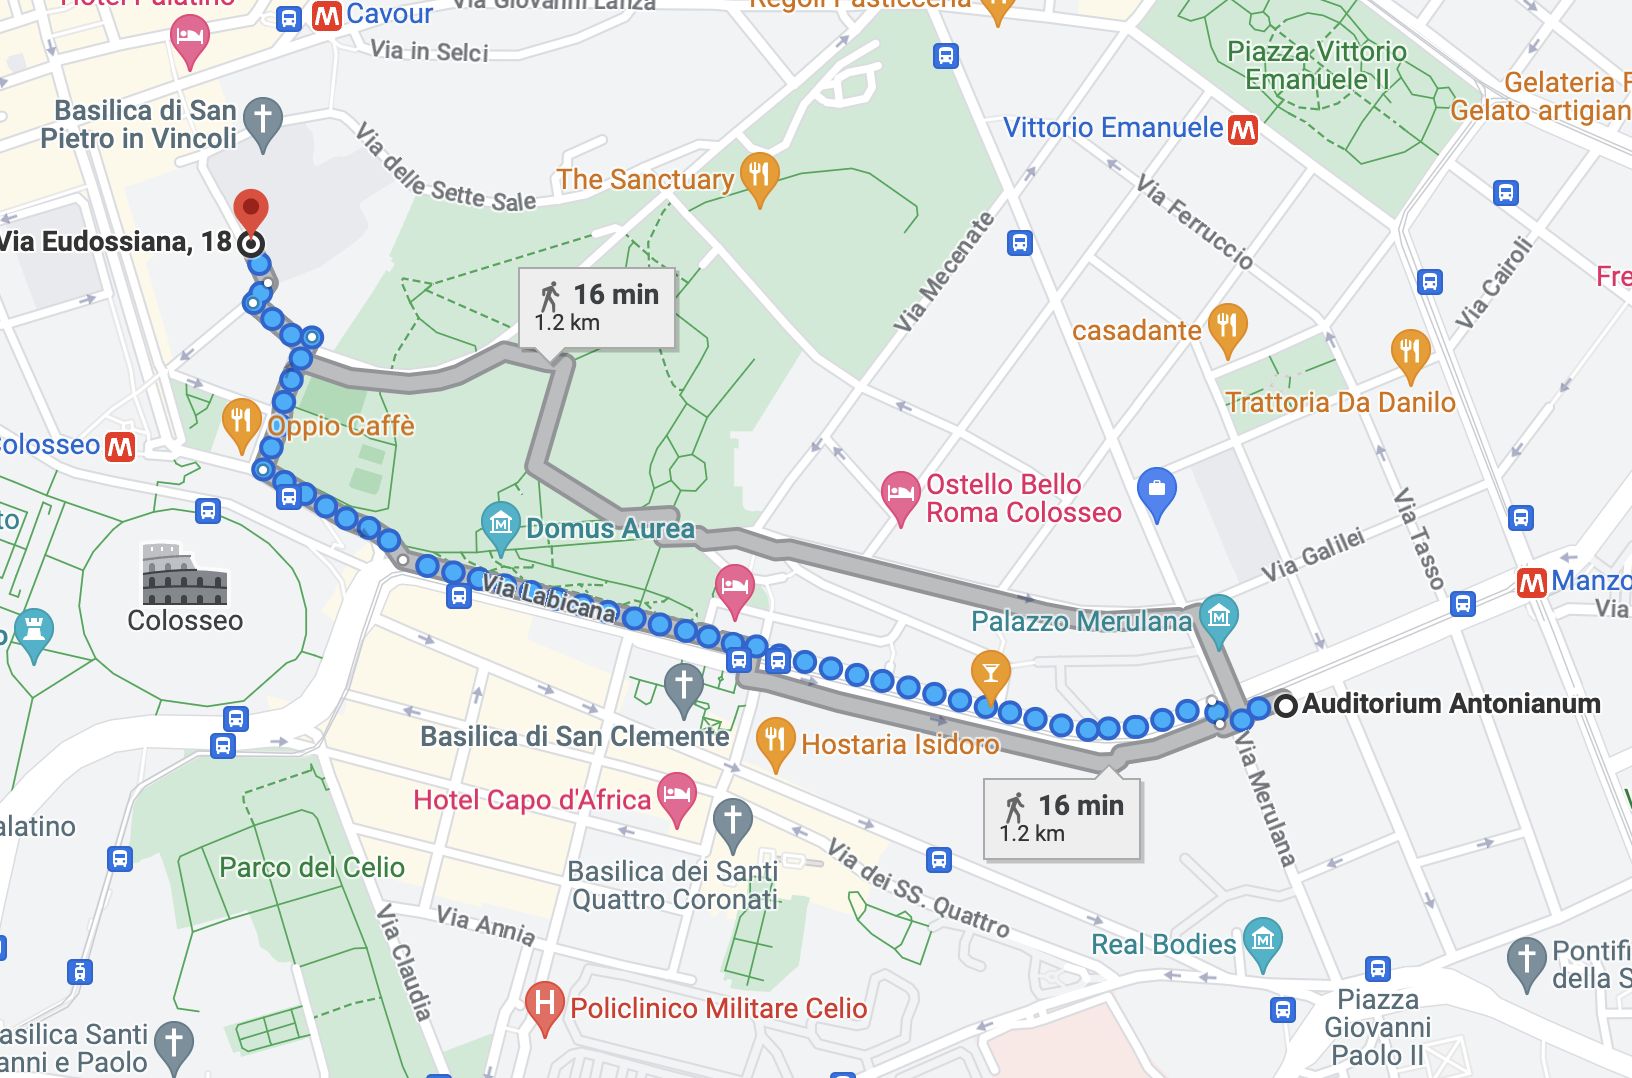 Hotel Palatino
Cavour
Via Giovanni Lanza
Regoli Pasticceria
Via in Selci
Piazza Vittorio
Emanuele II
Gelateria
Gelato artigian
Basilica di San
Pietro in Vincoli
Vittorio Emanuele
Via delle Sette Sale
The Sanctuary
Via Ferruccio
Via Mecenate
Via Cairoli
Via Eudossiana, 18
16 min
1.2 km
Fre
casadante
Trattoria Da Danilo
Oppio Caffè
Colosseo
Ostello Bello
Roma Colosseo
Via Tasso
Domus Aurea
Via Galilei
Manzo
Via
Via Labicana
Colosseo
Palazzo Merulana
Auditorium Antonianum
Basilica di San Clemente
Hostaria Isidoro
Via Merulana
Hotel Capo d'Africa
16 min
1.2 km
alatino
Parco del Celio
Basilica dei Santi
Quattro Coronati
Via dei SS. Quattro
Via Annia
Via Claudia
Real Bodies
Pontifi
della S
Policlinico Militare Celio
Piazza
Giovanni
Paolo II
asilica Santi
anni e Paolo